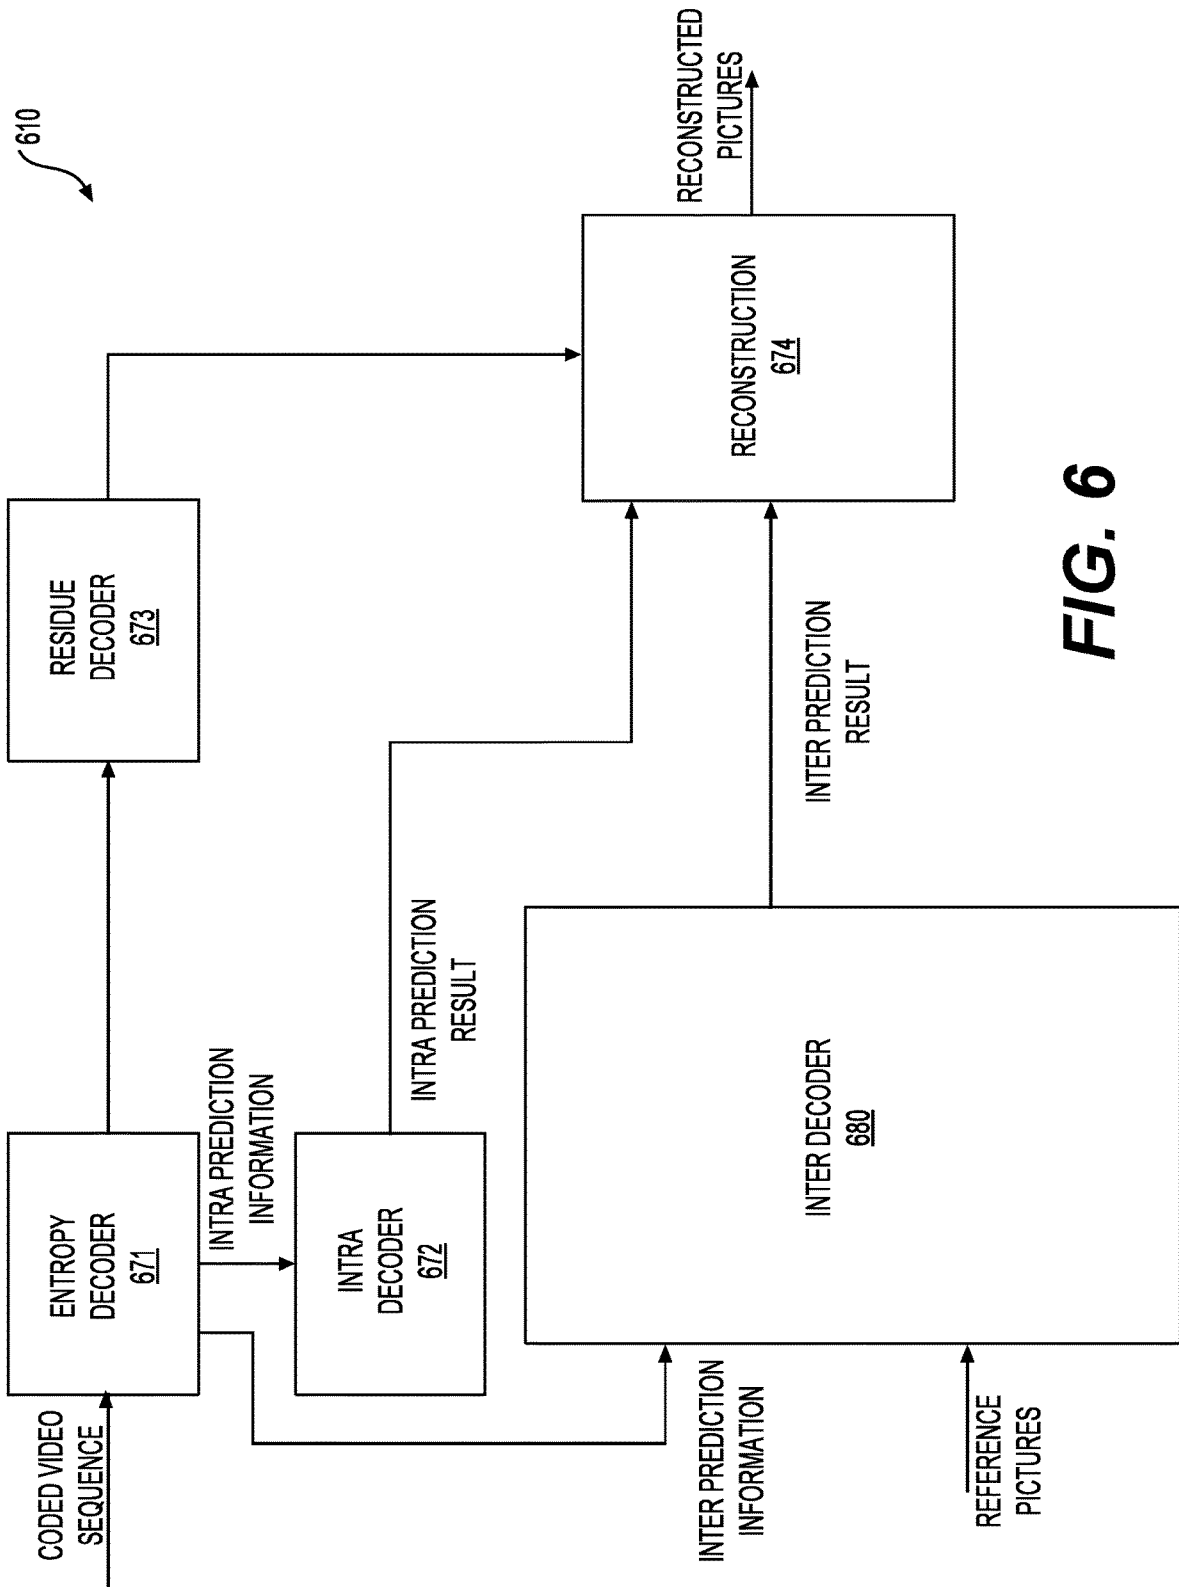 610
CODED VIDEO
SEQUENCE
ENTROPY
DECODER
671
RESIDUE
DECODER
673
INTRA PREDICTION
INFORMATION
INTRA
DECODER
672
INTRA PREDICTION
RESULT
INTER PREDICTION
INFORMATION
REFERENCE
PICTURES
INTER DECODER
680
INTER PREDICTION
RESULT
RECONSTRUCTION
674
RECONSTRUCTED
PICTURES
FIG. 6